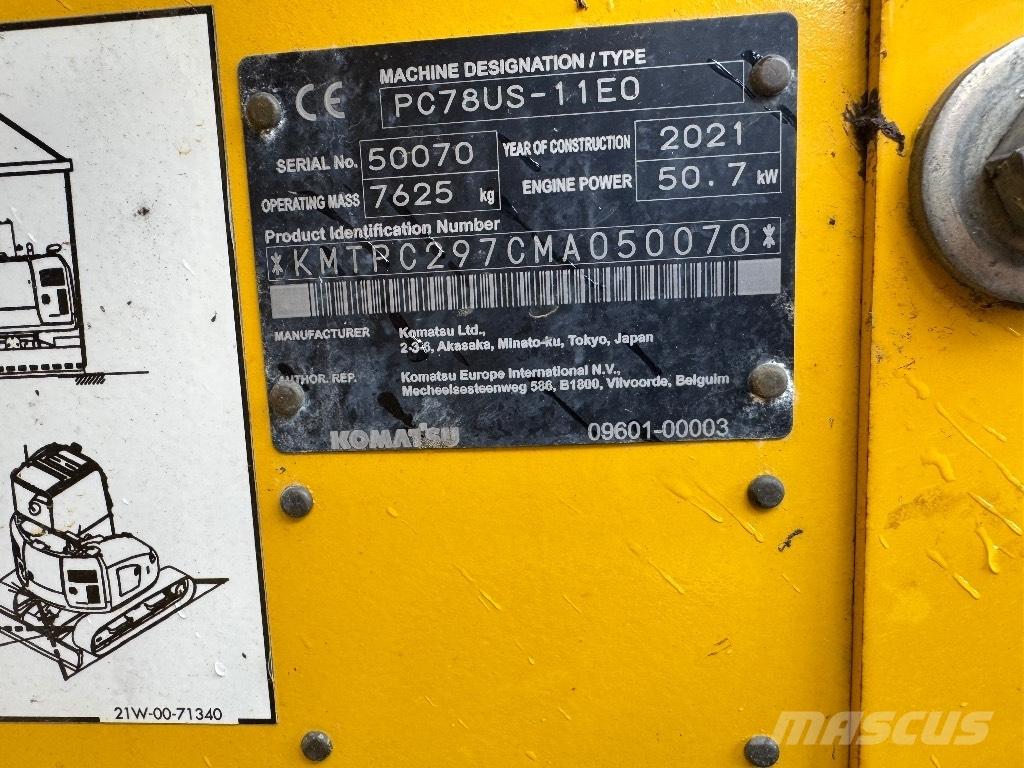 MACHINE DESIGNATION / TYPE
CE PC78US-11E0
SERIAL No. 50070 YEAR OF CONSTRUCTION 2021
OPERATING MASS 7625 kg ENGINE POWER 50.7 kW
Product Identification Number
*KMTPC297CMA050070*
MANUFACTURER Komatsu Ltd.,
2-3-6, Akasaka, Minato-ku, Tokyo, Japan
AUTHOR. REP. Komatsu Europe International N.V.,
Mechelsesteenweg 586, B1800, Vilvoorde, Belguim
KOMATSU 09601-00003
21W-00-71340
MASCUS